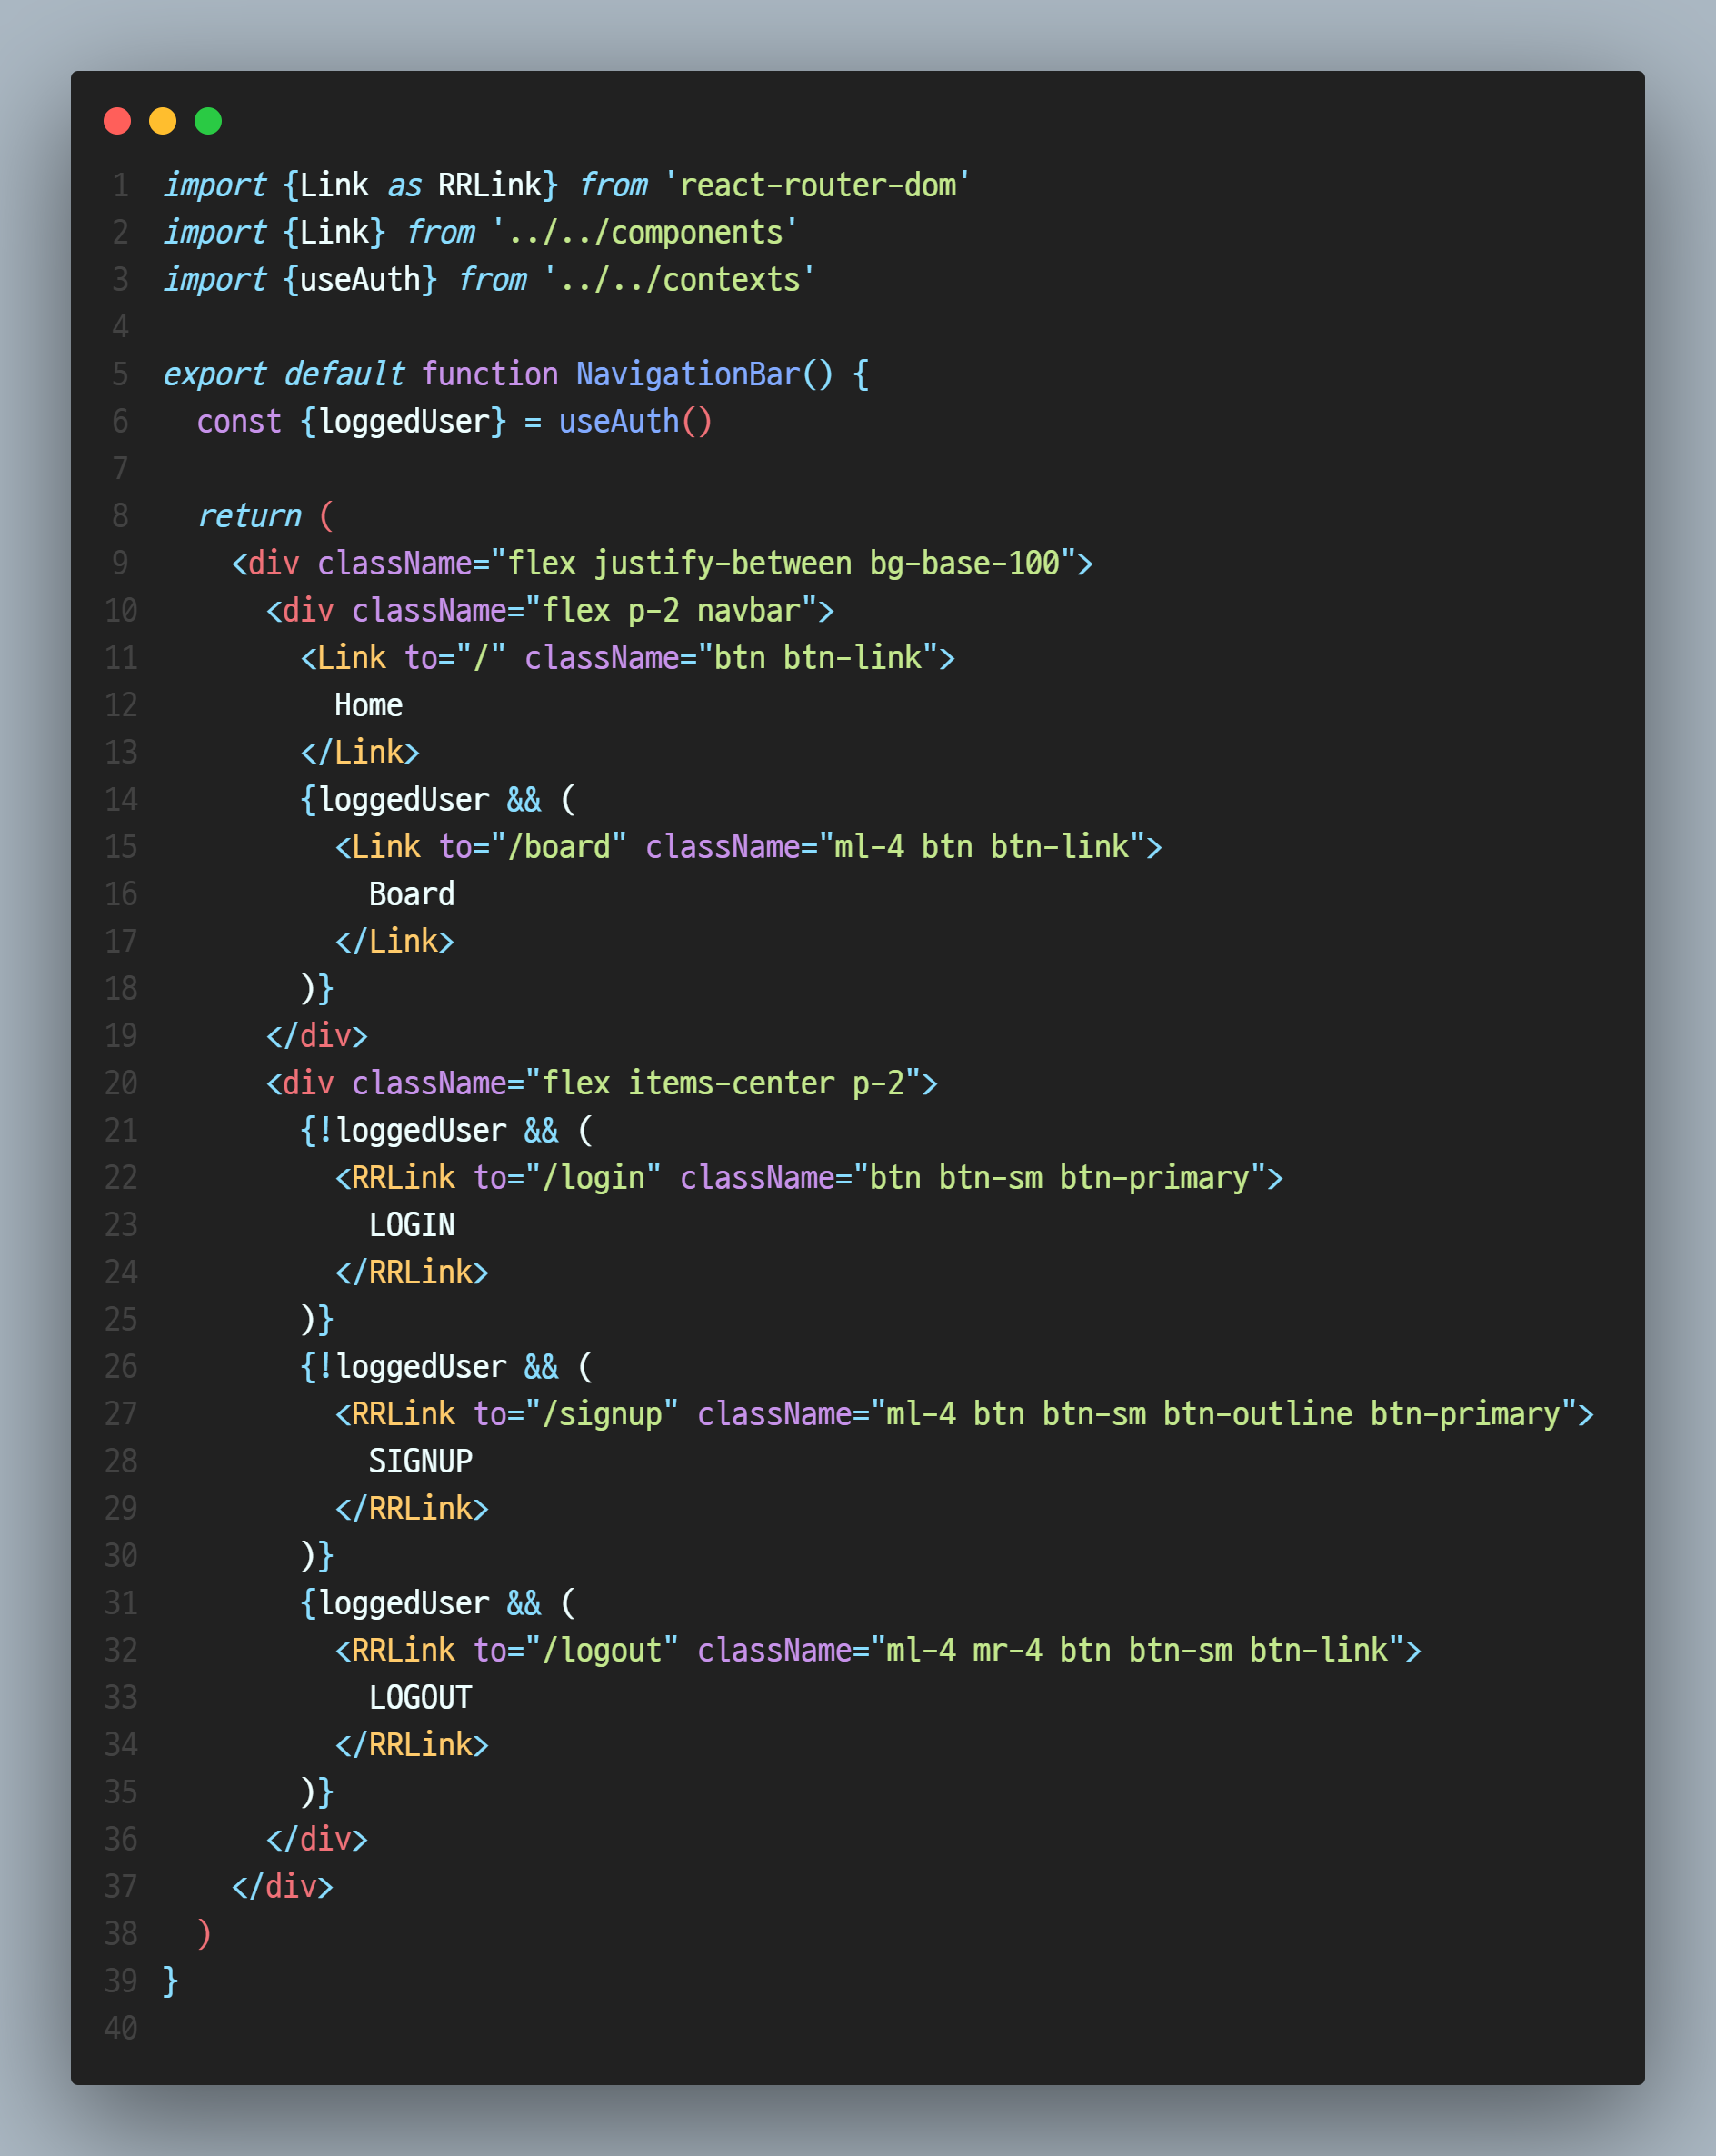 1 import {Link as RRLink} from 'react-router-dom'
2 import {Link} from '../../components'
3 import {useAuth} from '../../contexts'
4
5 export default function NavigationBar() {
6   const {loggedUser} = useAuth()
7
8   return (
9     <div className="flex justify-between bg-base-100">
10       <div className="flex p-2 navbar">
11         <Link to="/" className="btn btn-link">
12           Home
13         </Link>
14         {loggedUser && (
15           <Link to="/board" className="ml-4 btn btn-link">
16             Board
17           </Link>
18         )}
19       </div>
20       <div className="flex items-center p-2">
21         {!loggedUser && (
22           <RRLink to="/login" className="btn btn-sm btn-primary">
23             LOGIN
24           </RRLink>
25         )}
26         {!loggedUser && (
27           <RRLink to="/signup" className="ml-4 btn btn-sm btn-outline btn-primary">
28             SIGNUP
29           </RRLink>
30         )}
31         {loggedUser && (
32           <RRLink to="/logout" className="ml-4 mr-4 btn btn-sm btn-link">
33             LOGOUT
34           </RRLink>
35         )}
36       </div>
37     </div>
38   )
39 }
40